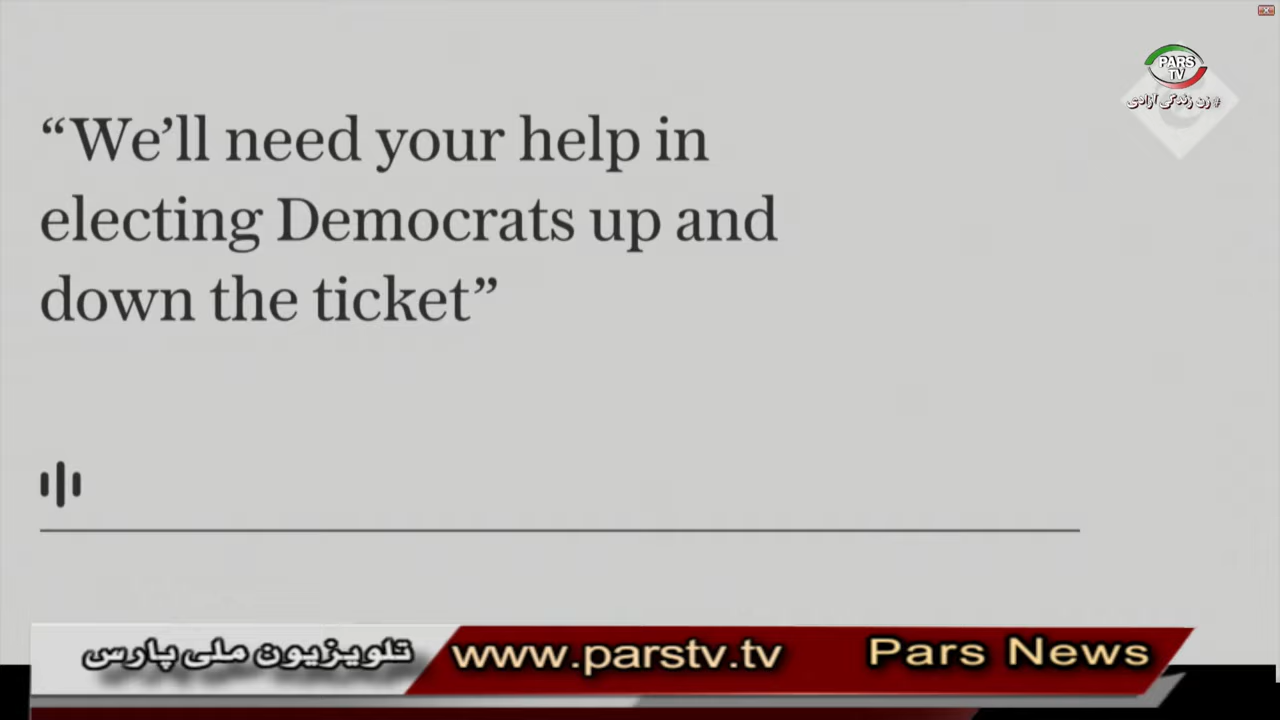 PARS
TV
# زن زندگی آزادی
“We’ll need your help in
electing Democrats up and
down the ticket”
تلویزیون ملی پارس
www.parstv.tv
Pars News